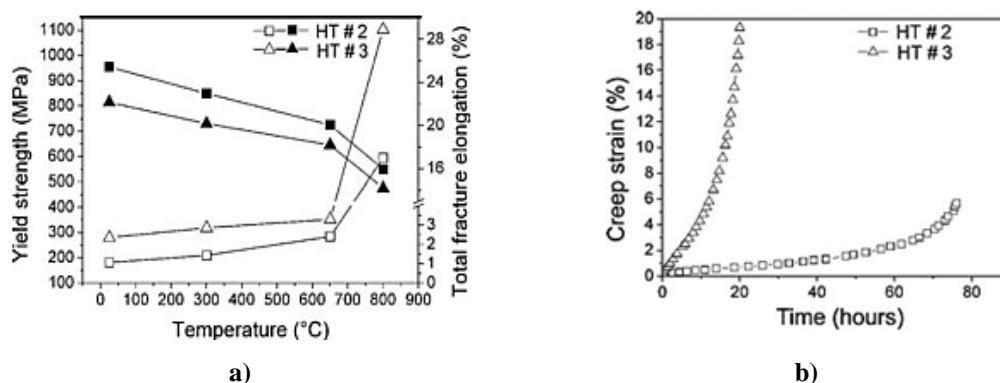 HT # 2
HT # 3
1100
1000
900
800
700
600
500
400
300
200
100
Yield strength (MPa)
28
24
20
16
3
2
1
0
Total fracture elongation (%)
0 100 200 300 400 500 600 700 800 900
Temperature (°C)
a)
HT # 2
HT # 3
20
18
16
14
12
10
8
6
4
2
0
Creep strain (%)
0 20 40 60 80
Time (hours)
b)